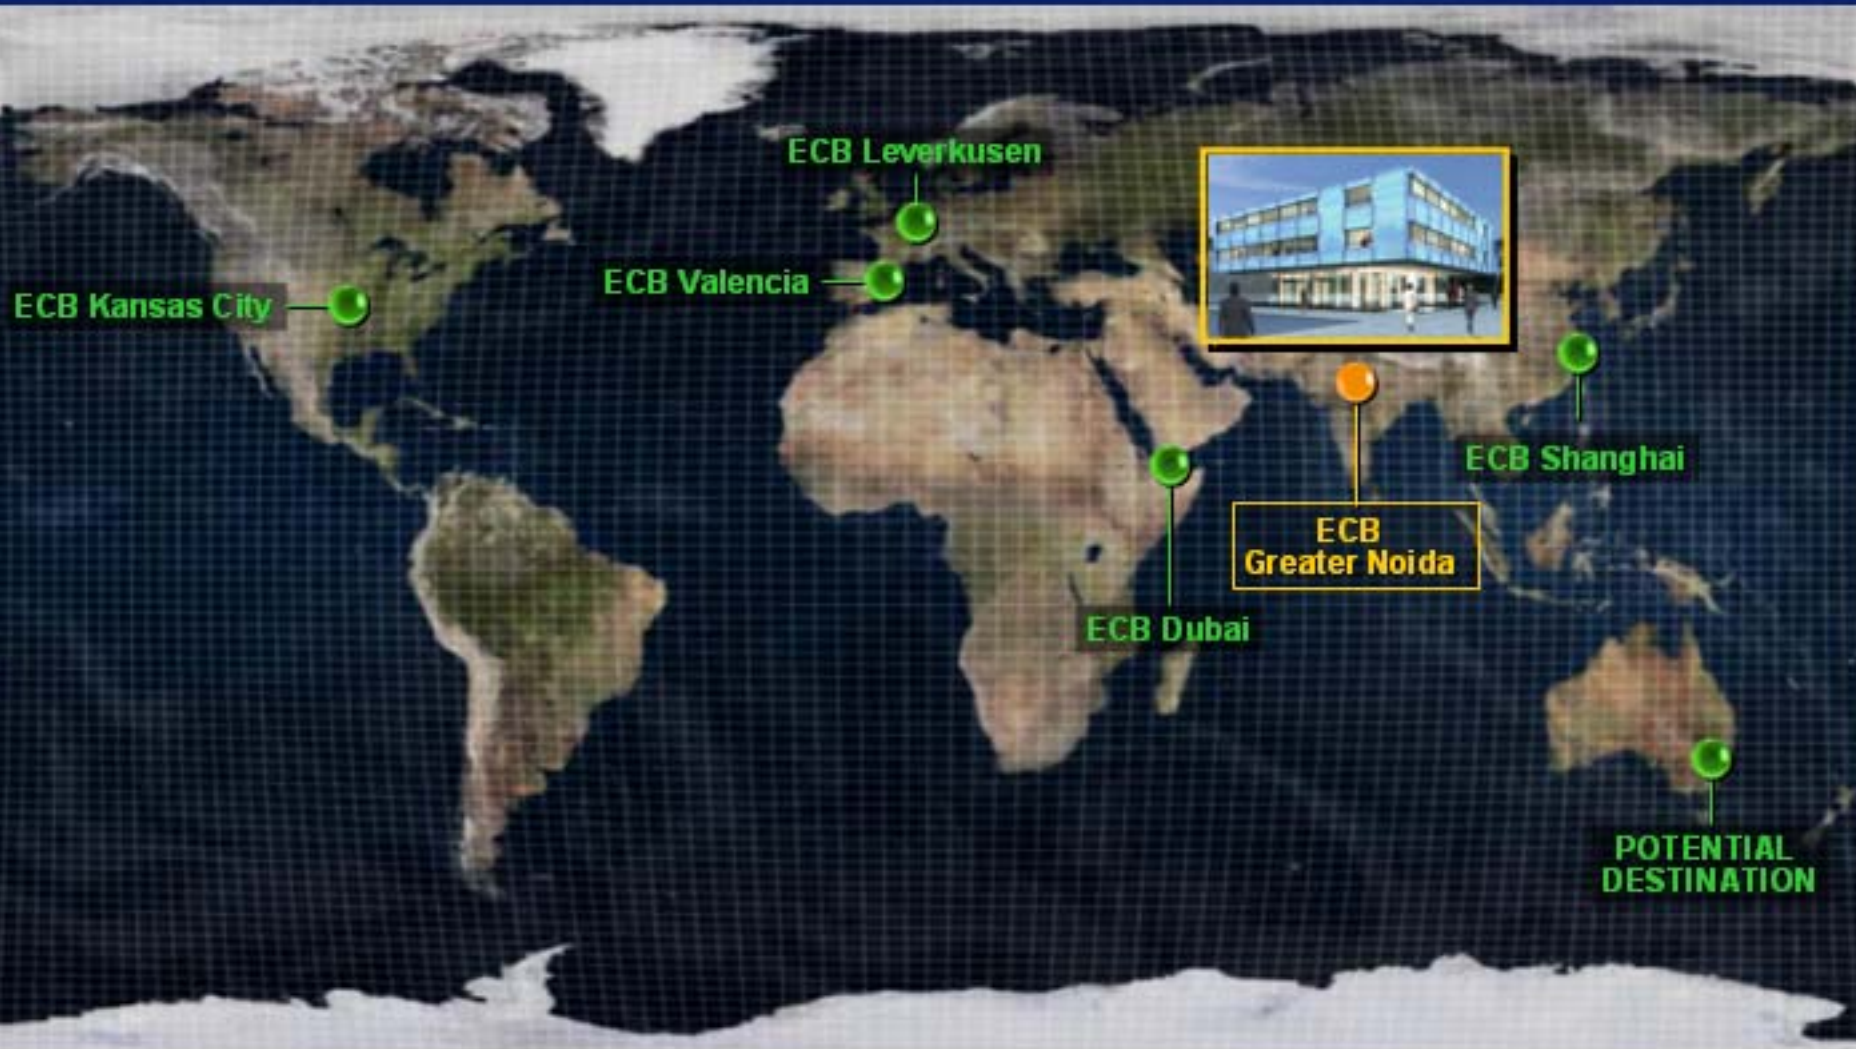 ECB Leverkusen
ECB Valencia
ECB Kansas City
ECB Shanghai
ECB
Greater Noida
ECB Dubai
POTENTIAL
DESTINATION